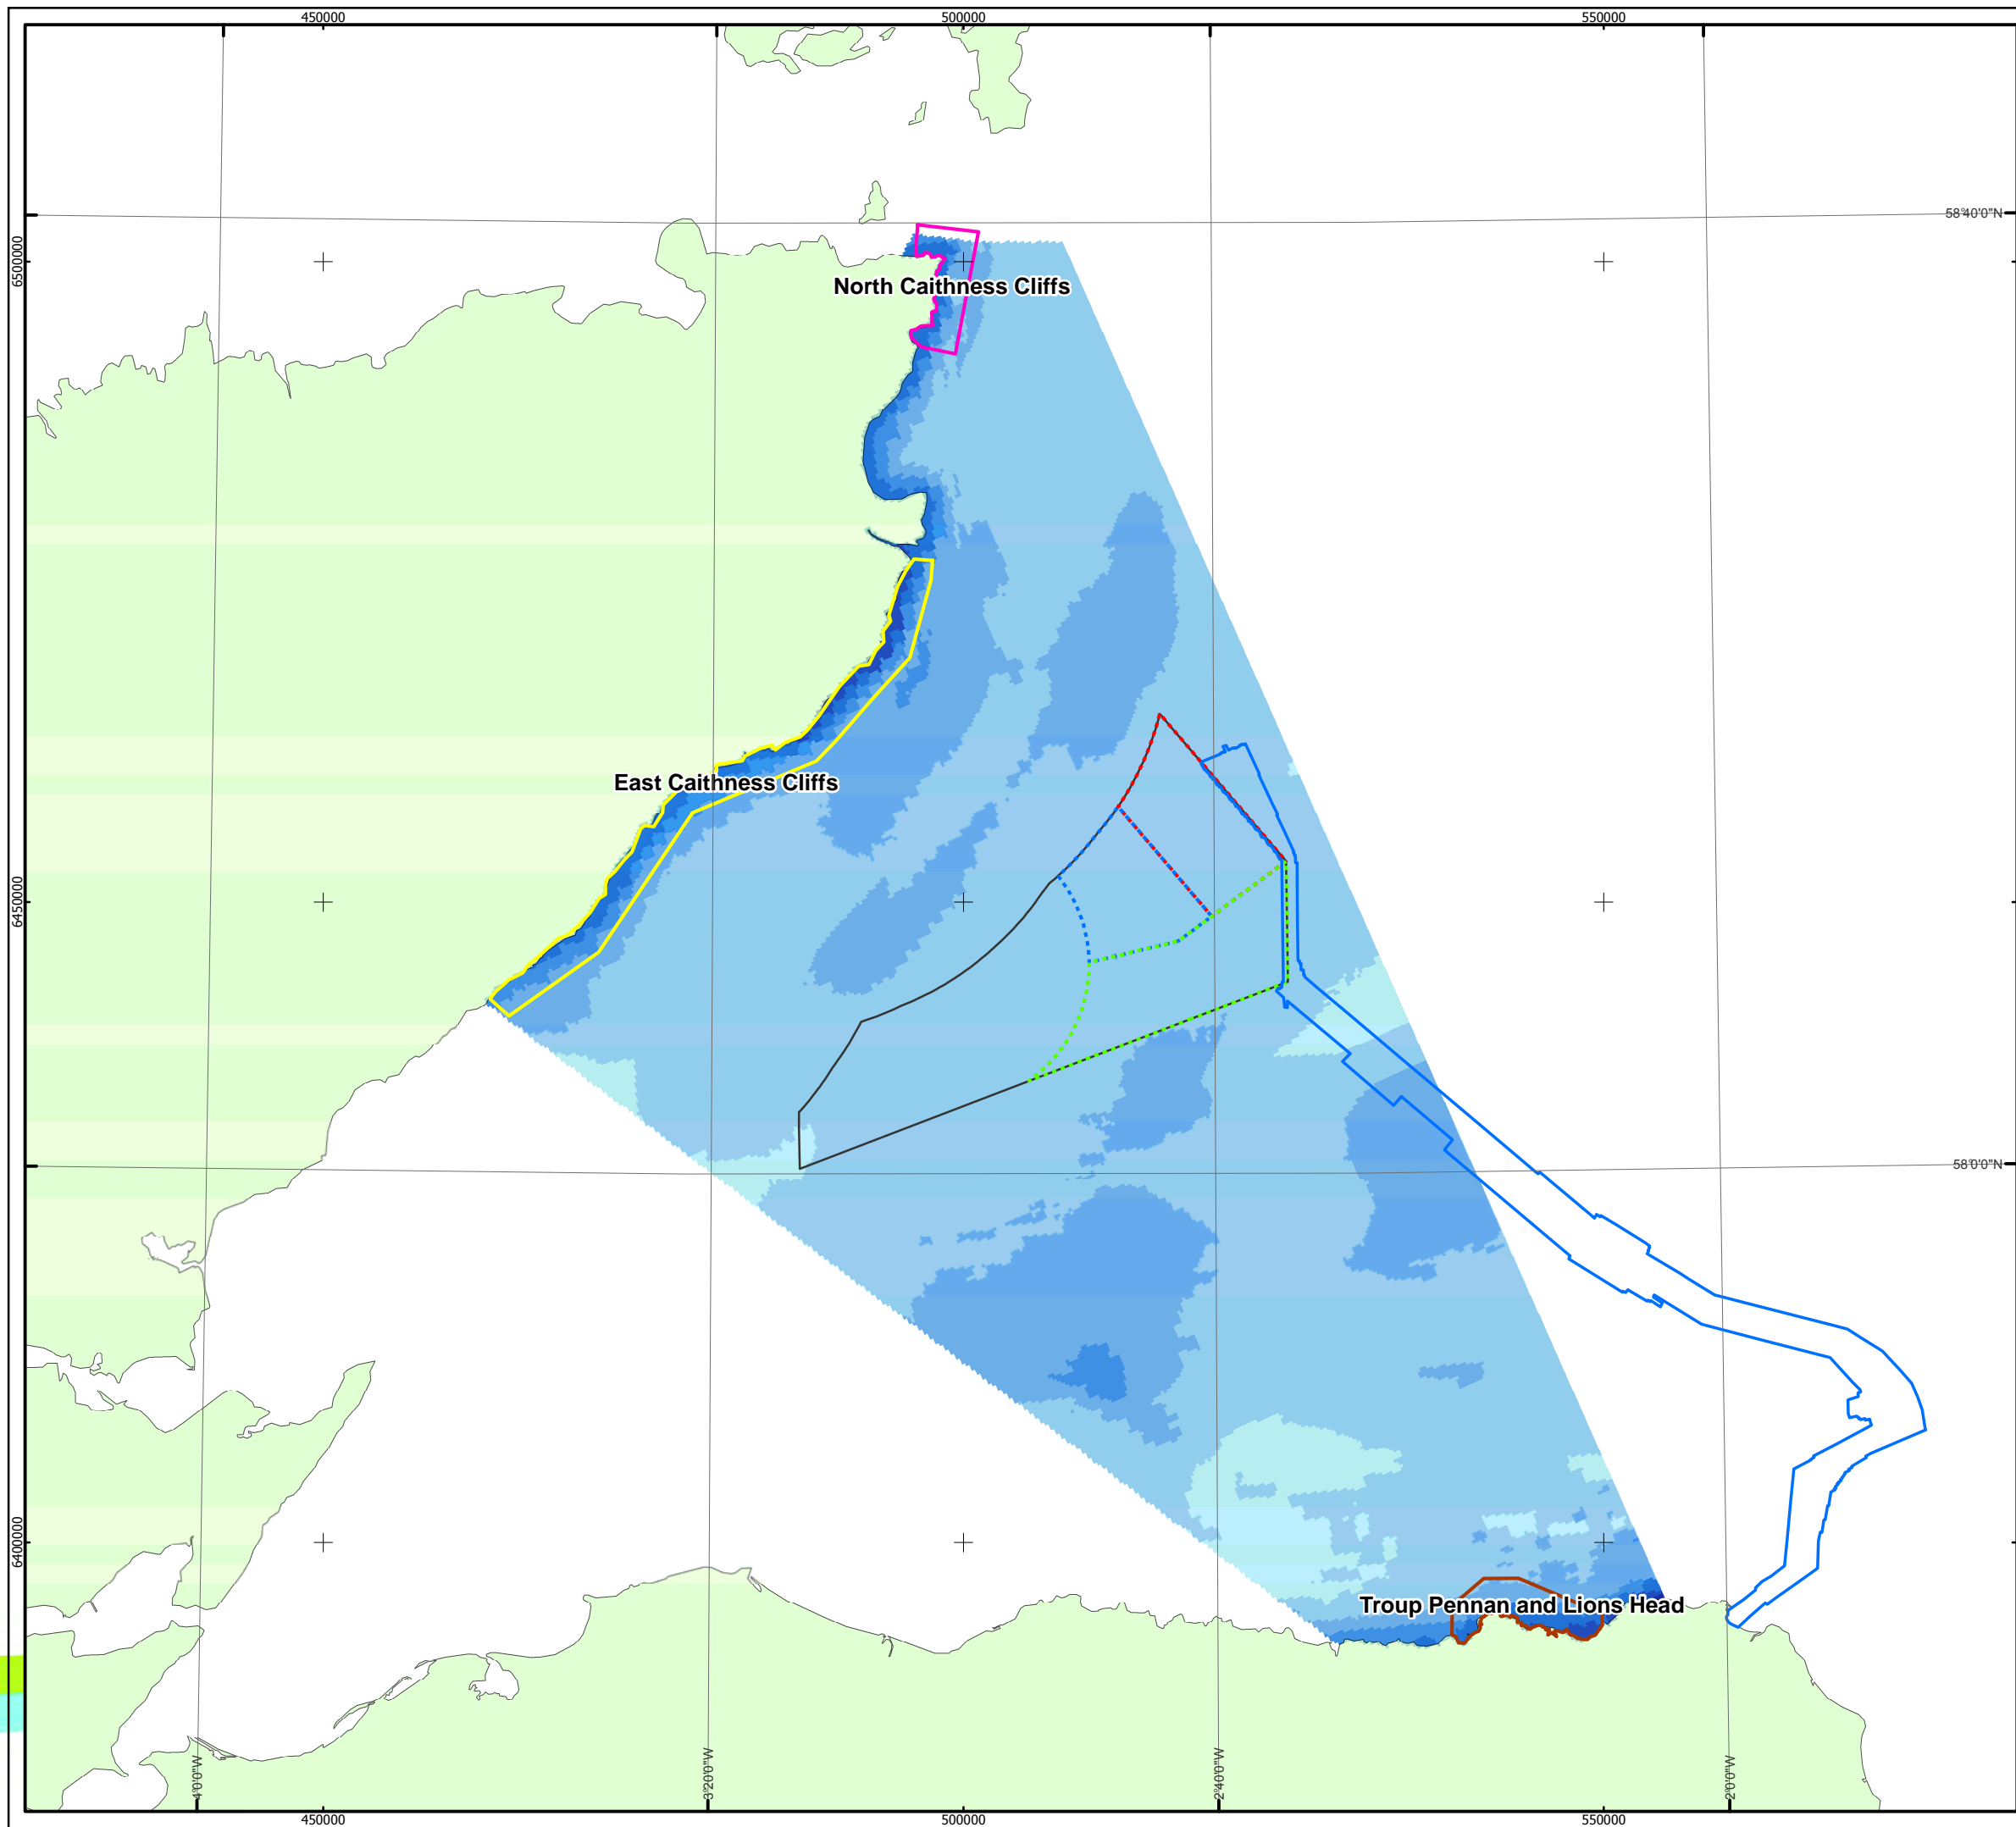 450000
500000
550000
58°40'0"N
6500000
North Caithness Cliffs
East Caithness Cliffs
6450000
58°0'0"N
6400000
Troup Pennan and Lions Head
4°0'0"W
3°20'0"W
2°40'0"W
2°0'0"W
450000
500000
550000